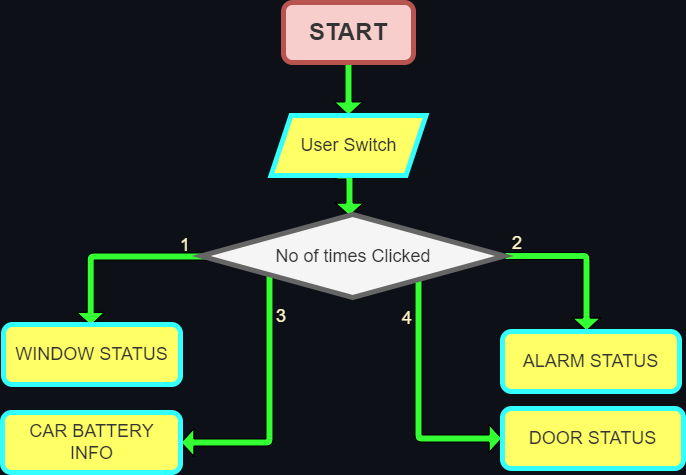 START
User Switch
1
No of times Clicked
2
3
4
WINDOW STATUS
ALARM STATUS
CAR BATTERY
INFO
DOOR STATUS